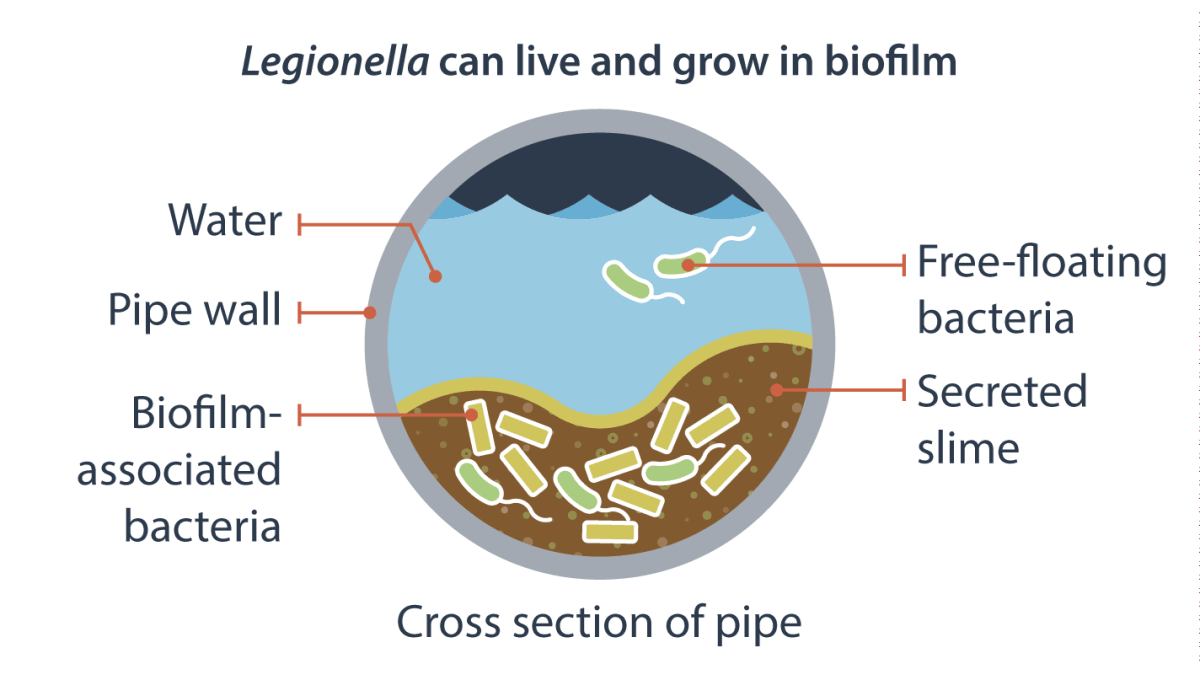 Legionella can live and grow in biofilm
Water
Pipe wall
Biofilm-
associated
bacteria
Free-floating
bacteria
Secreted
slime
Cross section of pipe